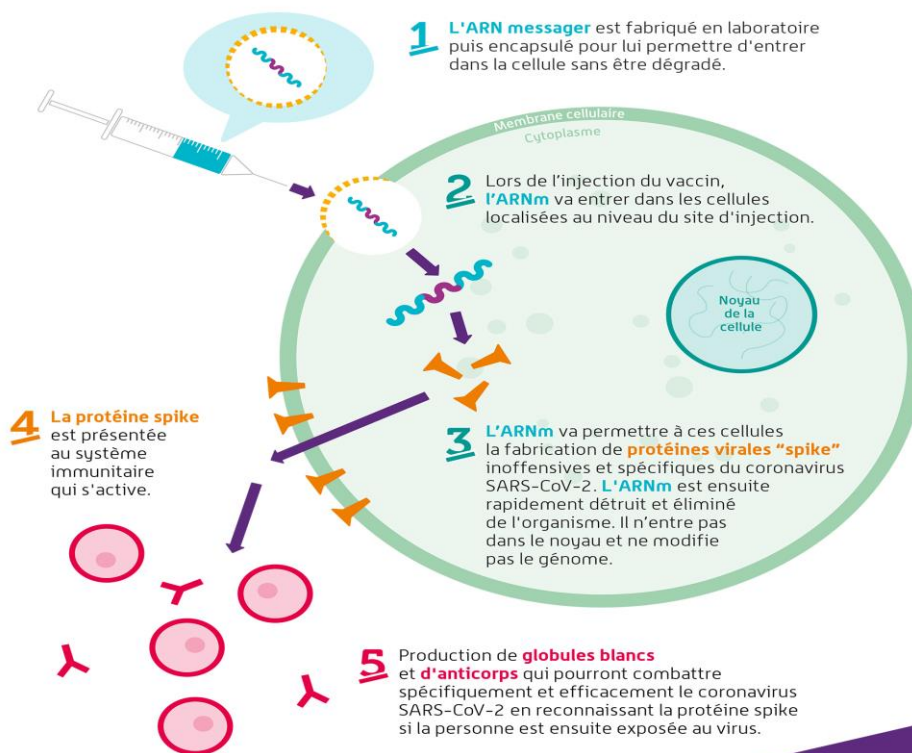 1 L'ARN messager est fabriqué en laboratoire
puis encapsulé pour lui permettre d'entrer
dans la cellule sans être dégradé.
Membrane cellulaire
Cytoplasme
2 Lors de l'injection du vaccin,
l'ARNm va entrer dans les cellules
localisées au niveau du site d'injection.
Noyau
de la
cellule
3 L'ARNm va permettre à ces cellules
la fabrication de protéines virales "spike"
inoffensives et spécifiques du coronavirus
SARS-CoV-2. L'ARNm est ensuite
rapidement détruit et éliminé
de l'organisme. Il n'entre pas
dans le noyau et ne modifie
pas le génome.
4 La protéine spike
est présentée
au système
immunitaire
qui s'active.
5 Production de globules blancs
et d'anticorps qui pourront combattre
spécifiquement et efficacement le coronavirus
SARS-CoV-2 en reconnaissant la protéine spike
si la personne est ensuite exposée au virus.